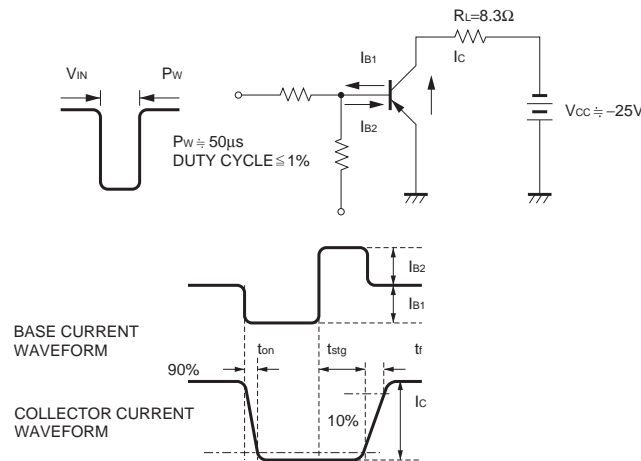 RL=8.3Ω
IB1
IC
VIN
PW
IB2
VCC≒−25V
PW≒50μs
DUTY CYCLE≦1%
IB2
IB1
BASE CURRENT
WAVEFORM
ton
tstg
tf
90%
IC
10%
COLLECTOR CURRENT
WAVEFORM